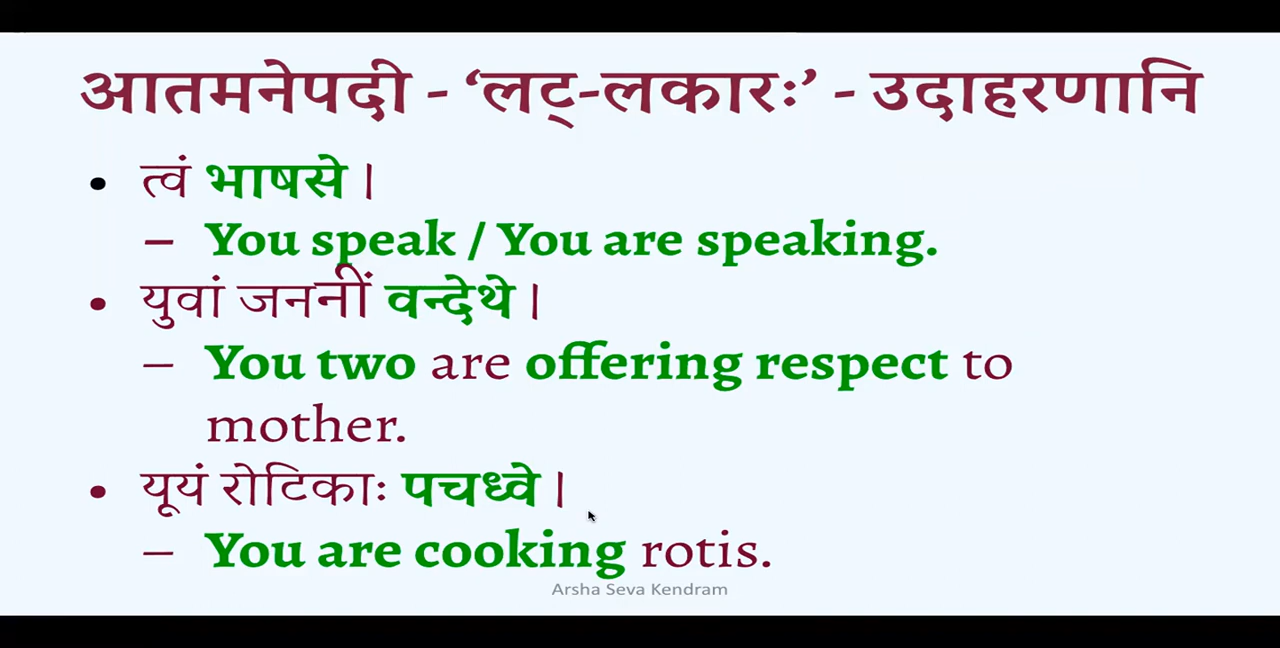 आतमनेपदी - ‘लट्-लकारः’ - उदाहरणानि
• त्वं भाषसे |
– You speak / You are speaking.
• युवां जननीं वन्देथे |
– You two are offering respect to
mother.
• यूयं रोटिकाः पचध्वे |
– You are cooking rotis.
Arsha Seva Kendram